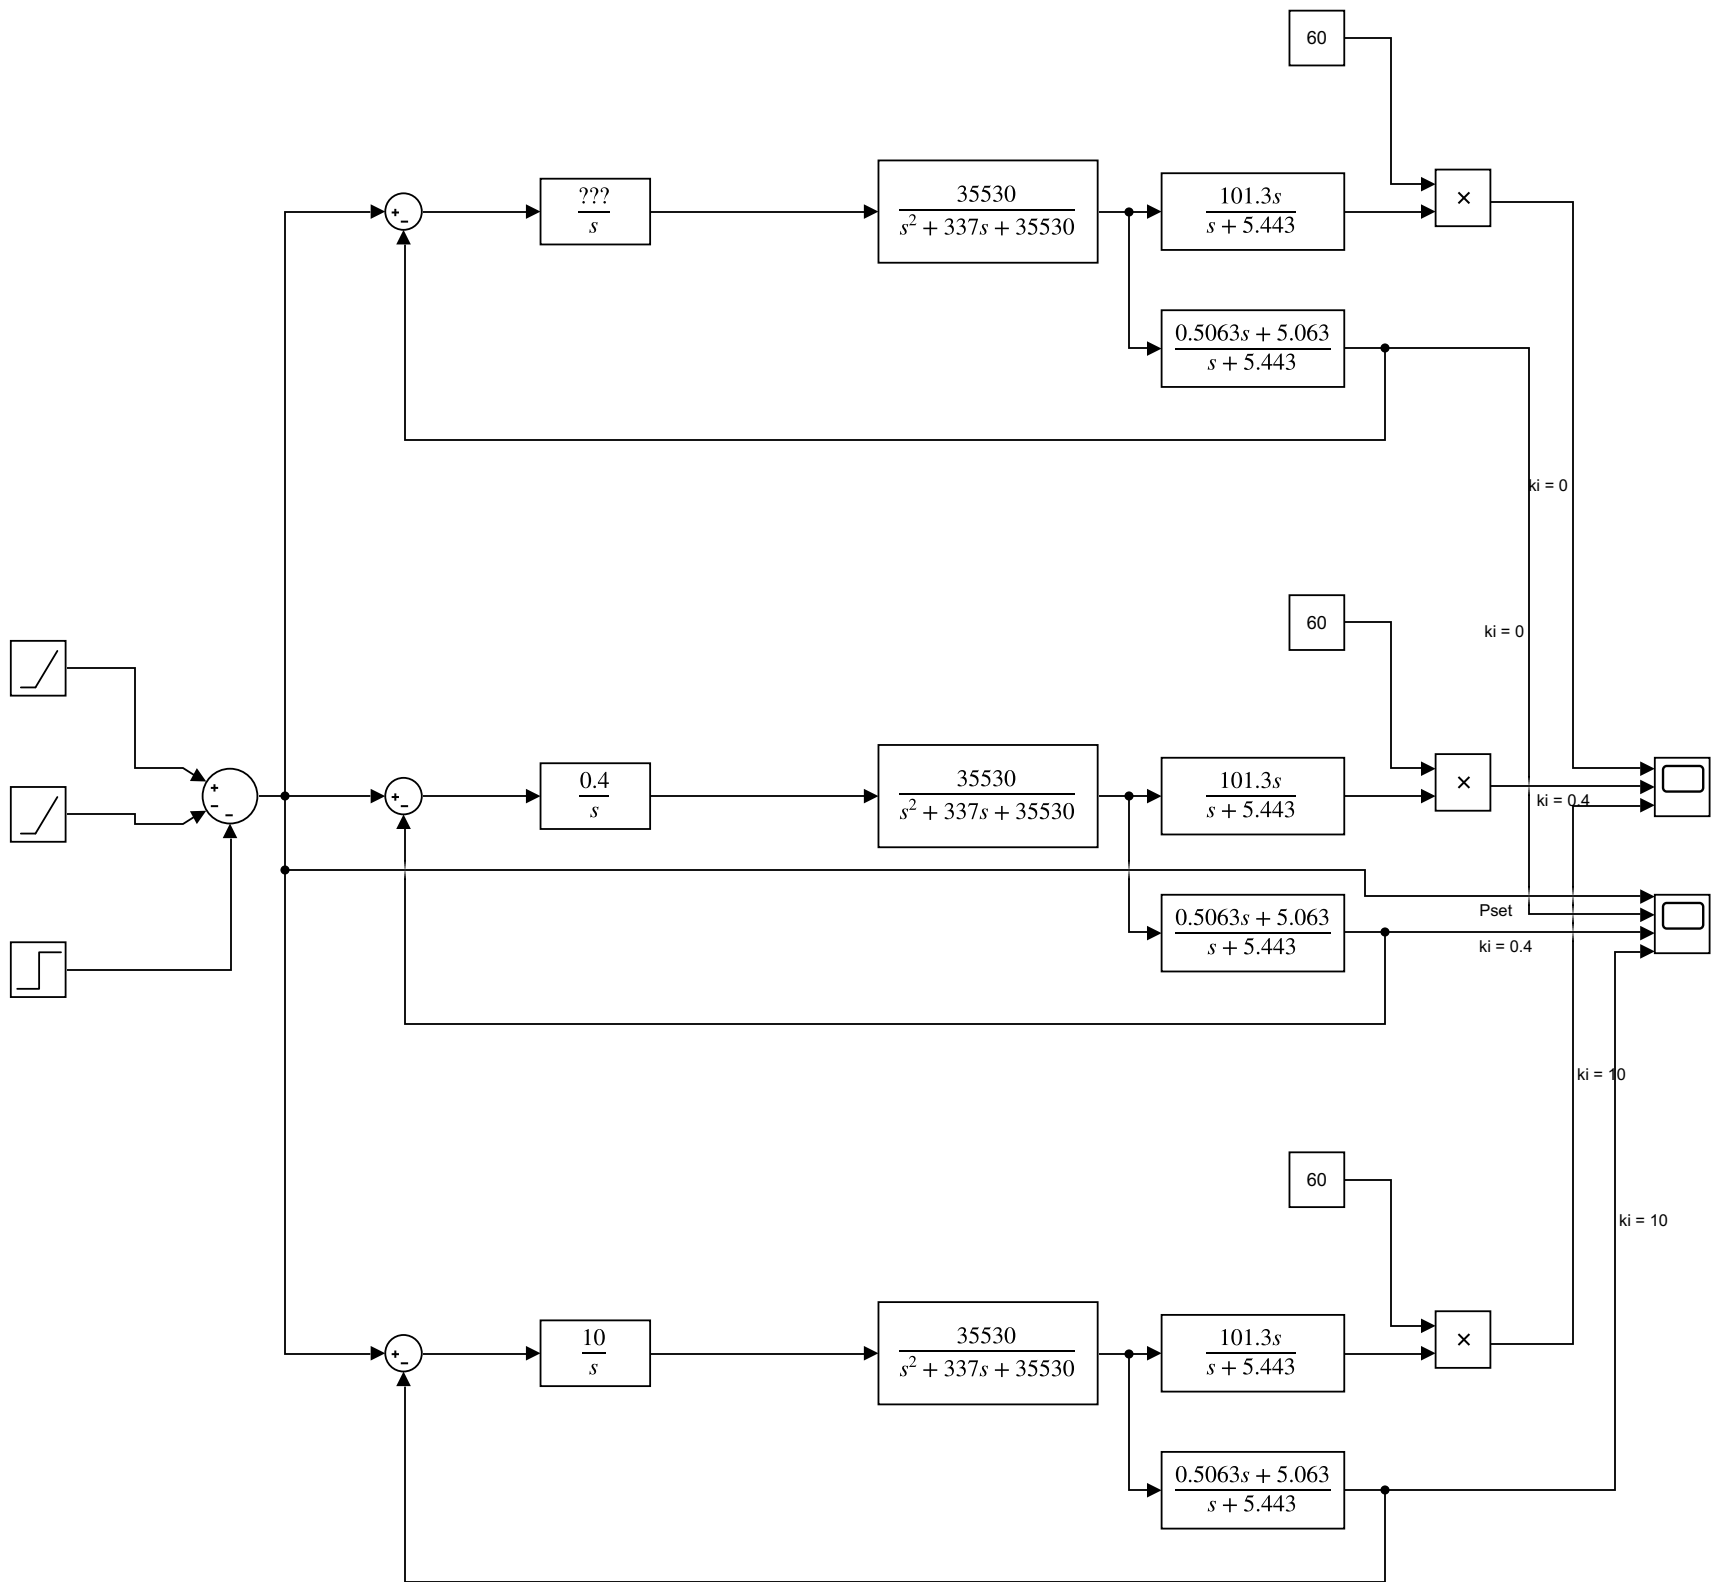 60
???
s
35530
s² + 337s + 35530
101.3s
s + 5.443
×
0.5063s + 5.063
s + 5.443
ki = 0
60
ki = 0
+
−
−
+
−
0.4
s
35530
s² + 337s + 35530
101.3s
s + 5.443
×
ki = 0.4
0.5063s + 5.063
s + 5.443
Pset
ki = 0.4
ki = 10
60
ki = 10
+
−
10
s
35530
s² + 337s + 35530
101.3s
s + 5.443
×
0.5063s + 5.063
s + 5.443